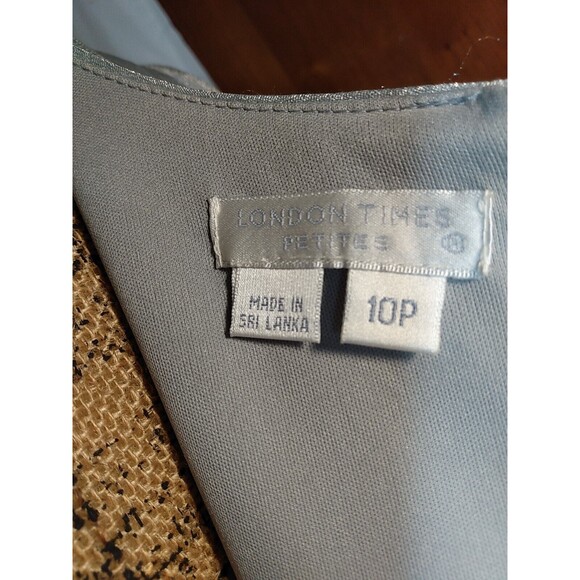 LONDON TIMES
PETITES
MADE IN
SRI LANKA
10P